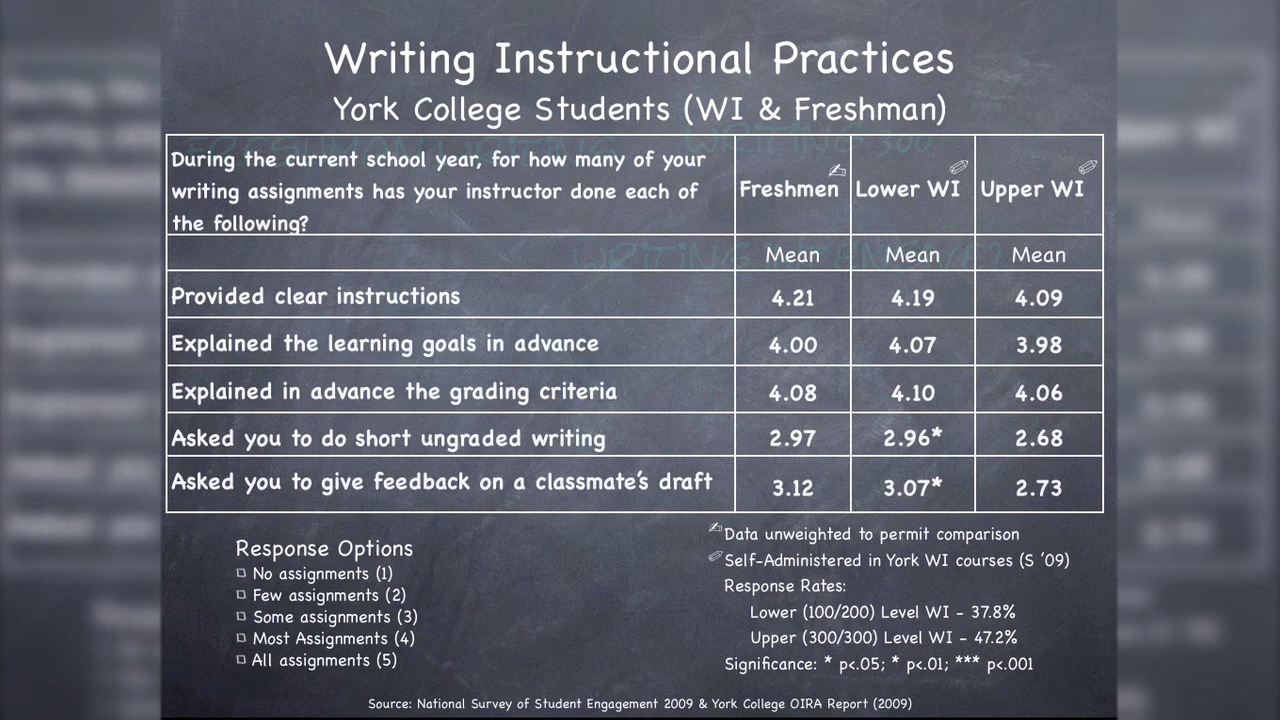 Writing Instructional Practices
York College Students (WI & Freshman)
During the current school year, for how many of your
writing assignments has your instructor done each of
the following?
Freshmen Lower WI Upper WI
Mean Mean Mean
Provided clear instructions 4.21 4.19 4.09
Explained the learning goals in advance 4.00 4.07 3.98
Explained in advance the grading criteria 4.08 4.10 4.06
Asked you to do short ungraded writing 2.97 2.96* 2.68
Asked you to give feedback on a classmate's draft 3.12 3.07* 2.73
Response Options
No assignments (1)
Few assignments (2)
Some assignments (3)
Most Assignments (4)
All assignments (5)
✍Data unweighted to permit comparison
✏Self-Administered in York WI courses (S '09)
Response Rates:
Lower (100/200) Level WI - 37.8%
Upper (300/300) Level WI - 47.2%
Significance: * p<.05; * p<.01; *** p<.001
Source: National Survey of Student Engagement 2009 & York College OIRA Report (2009)